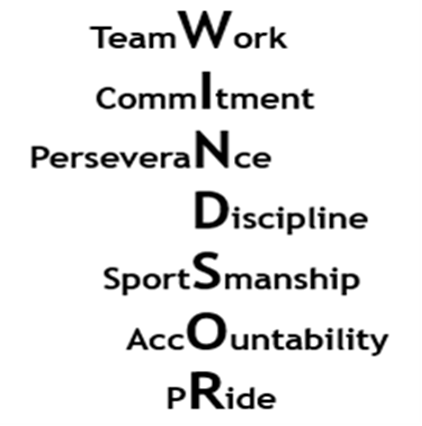 TeamWork
CommItment
PerseveraNce
Discipline
SportSmanship
AccOuntability
PRide